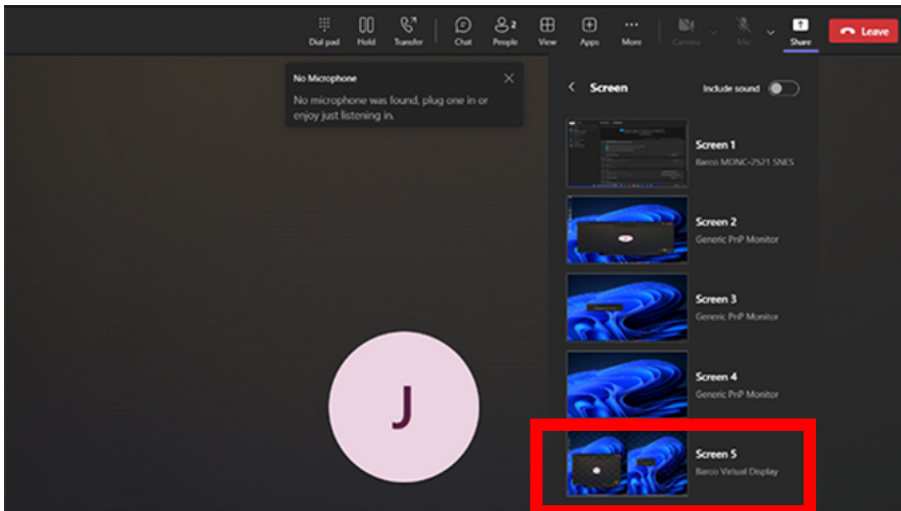 Dial pad Hold Transfer Chat People 2 View Apps More Camera Mic Share Leave
No Microphone
No microphone was found, plug one in or
enjoy just listening in.
Screen Include sound
Screen 1
Barco MDNC-2521 SNES
Screen 2
Generic PnP Monitor
Screen 3
Generic PnP Monitor
Screen 4
Generic PnP Monitor
Screen 5
Barco Virtual Display
J